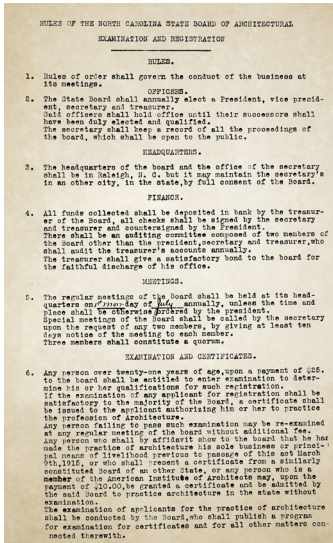 RULES OF THE NORTH CAROLINA STATE BOARD OF ARCHITECTURAL
EXAMINATION AND REGISTRATION
RULES.
1. Rules of order shall govern the conduct of the business at
its meetings.
OFFICERS.
2. The State Board shall annually elect a President, vice presid-
ent, secretary and treasurer.
Said officers shall hold office until their successors shall
have been duly elected and qualified.
The secretary shall keep a record of all the proceedings of
the board, which shall be open to the public.
HEADQUARTERS.
3. The headquarters of the board and the office of the secretary
shall be in Raleigh, N. C. but it may maintain the secretary's
in an other city, in the state,by full consent of the Board.
FINANCE.
4. All funds collected shall be deposited in bank by the treasur-
er of the Board, all checks shall be signed by the secretary
and treasurer and countersigned by the President.
There shall be an auditing committee composed of two members of
the Board other than the president,secretary and treasurer,who
shall audit the treasurer's accounts annually.
The treasurer shall give a satisfactory bond to the board for
the faithful discharge of his office.
MEETINGS.
5. The regular meetings of the Board shall be held at its head-
quarters on 1st monday of July annually, unless the time and
place shall be otherwise ordered by the president.
Special meetings of the Board shall be called by the secretary
upon the request of any two members, by giving at least ten
days notice of the meeting to each member.
Three members shall constitute a quorum.
EXAMINATION AND CERTIFICATES.
6. Any person over twenty-one years of age,upon a payment of $25.
to the board shall be entitled to enter examination to deter-
mine his or her qualifications for such registration.
If the examination of any applicant for registration shall be
satisfactory to the majority of the Board, a certificate shall
be issued to the applicant authorizing him or her to practice
the profession of Architecture.
Any person failing to pass such examination may be re-examined
at any regular meeting of the board without additional fee.
Any person who shall by affidavit show to the board that he has
made the practice of architecture his sole business or princi-
pal means of livelihood previous to passage of this act March
9th,1915, or who shall present a certificate from a similarly
constituted Board of an other State, or any person who is a
member of the American Institute of Architects may, upon the
payment of $10.00,be granted a certificate and be admitted by
the said Board to practice architecture in the state without
examination.
The examination of applicants for the practice of architecture
shall be conducted by the Board,who shall publish a program
for examination for certificates and for all other matters con-
nected therewith.